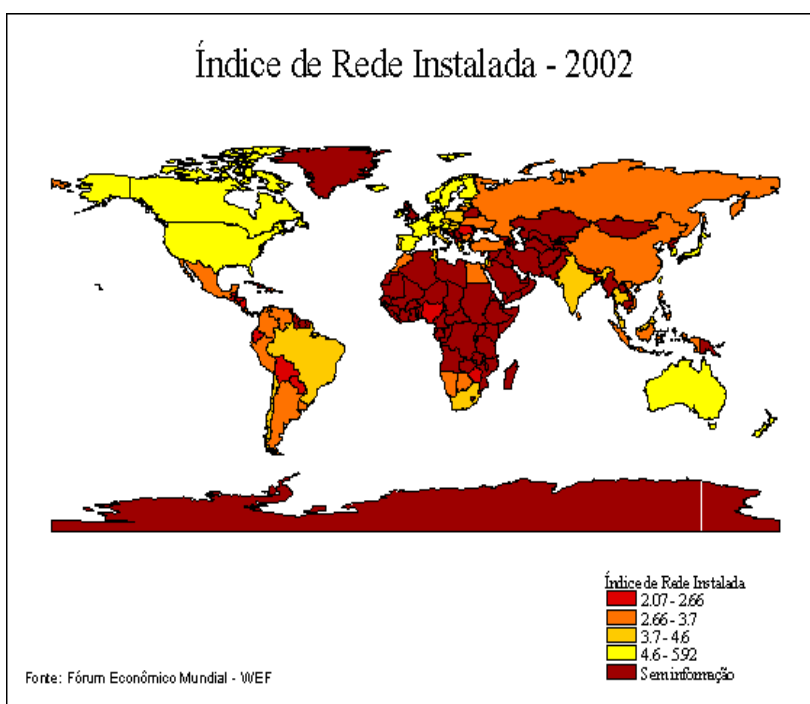 Índice de Rede Instalada - 2002
Índice de Rede Instalada
2.07 - 2.66
2.66 - 3.7
3.7 - 4.6
4.6 - 5.92
Sem informação
Fonte: Fórum Econômico Mundial - WEF